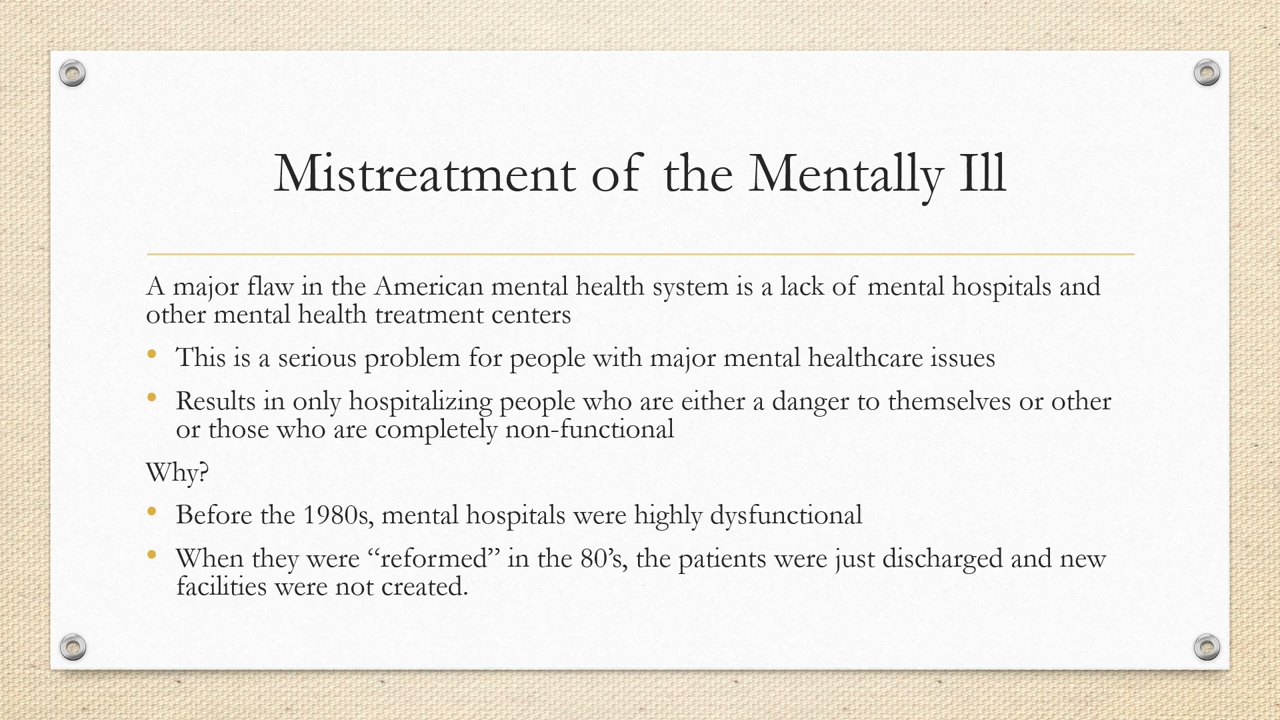 Mistreatment of the Mentally Ill
A major flaw in the American mental health system is a lack of mental hospitals and
other mental health treatment centers
• This is a serious problem for people with major mental healthcare issues
• Results in only hospitalizing people who are either a danger to themselves or other
or those who are completely non-functional
Why?
• Before the 1980s, mental hospitals were highly dysfunctional
• When they were “reformed” in the 80’s, the patients were just discharged and new
facilities were not created.